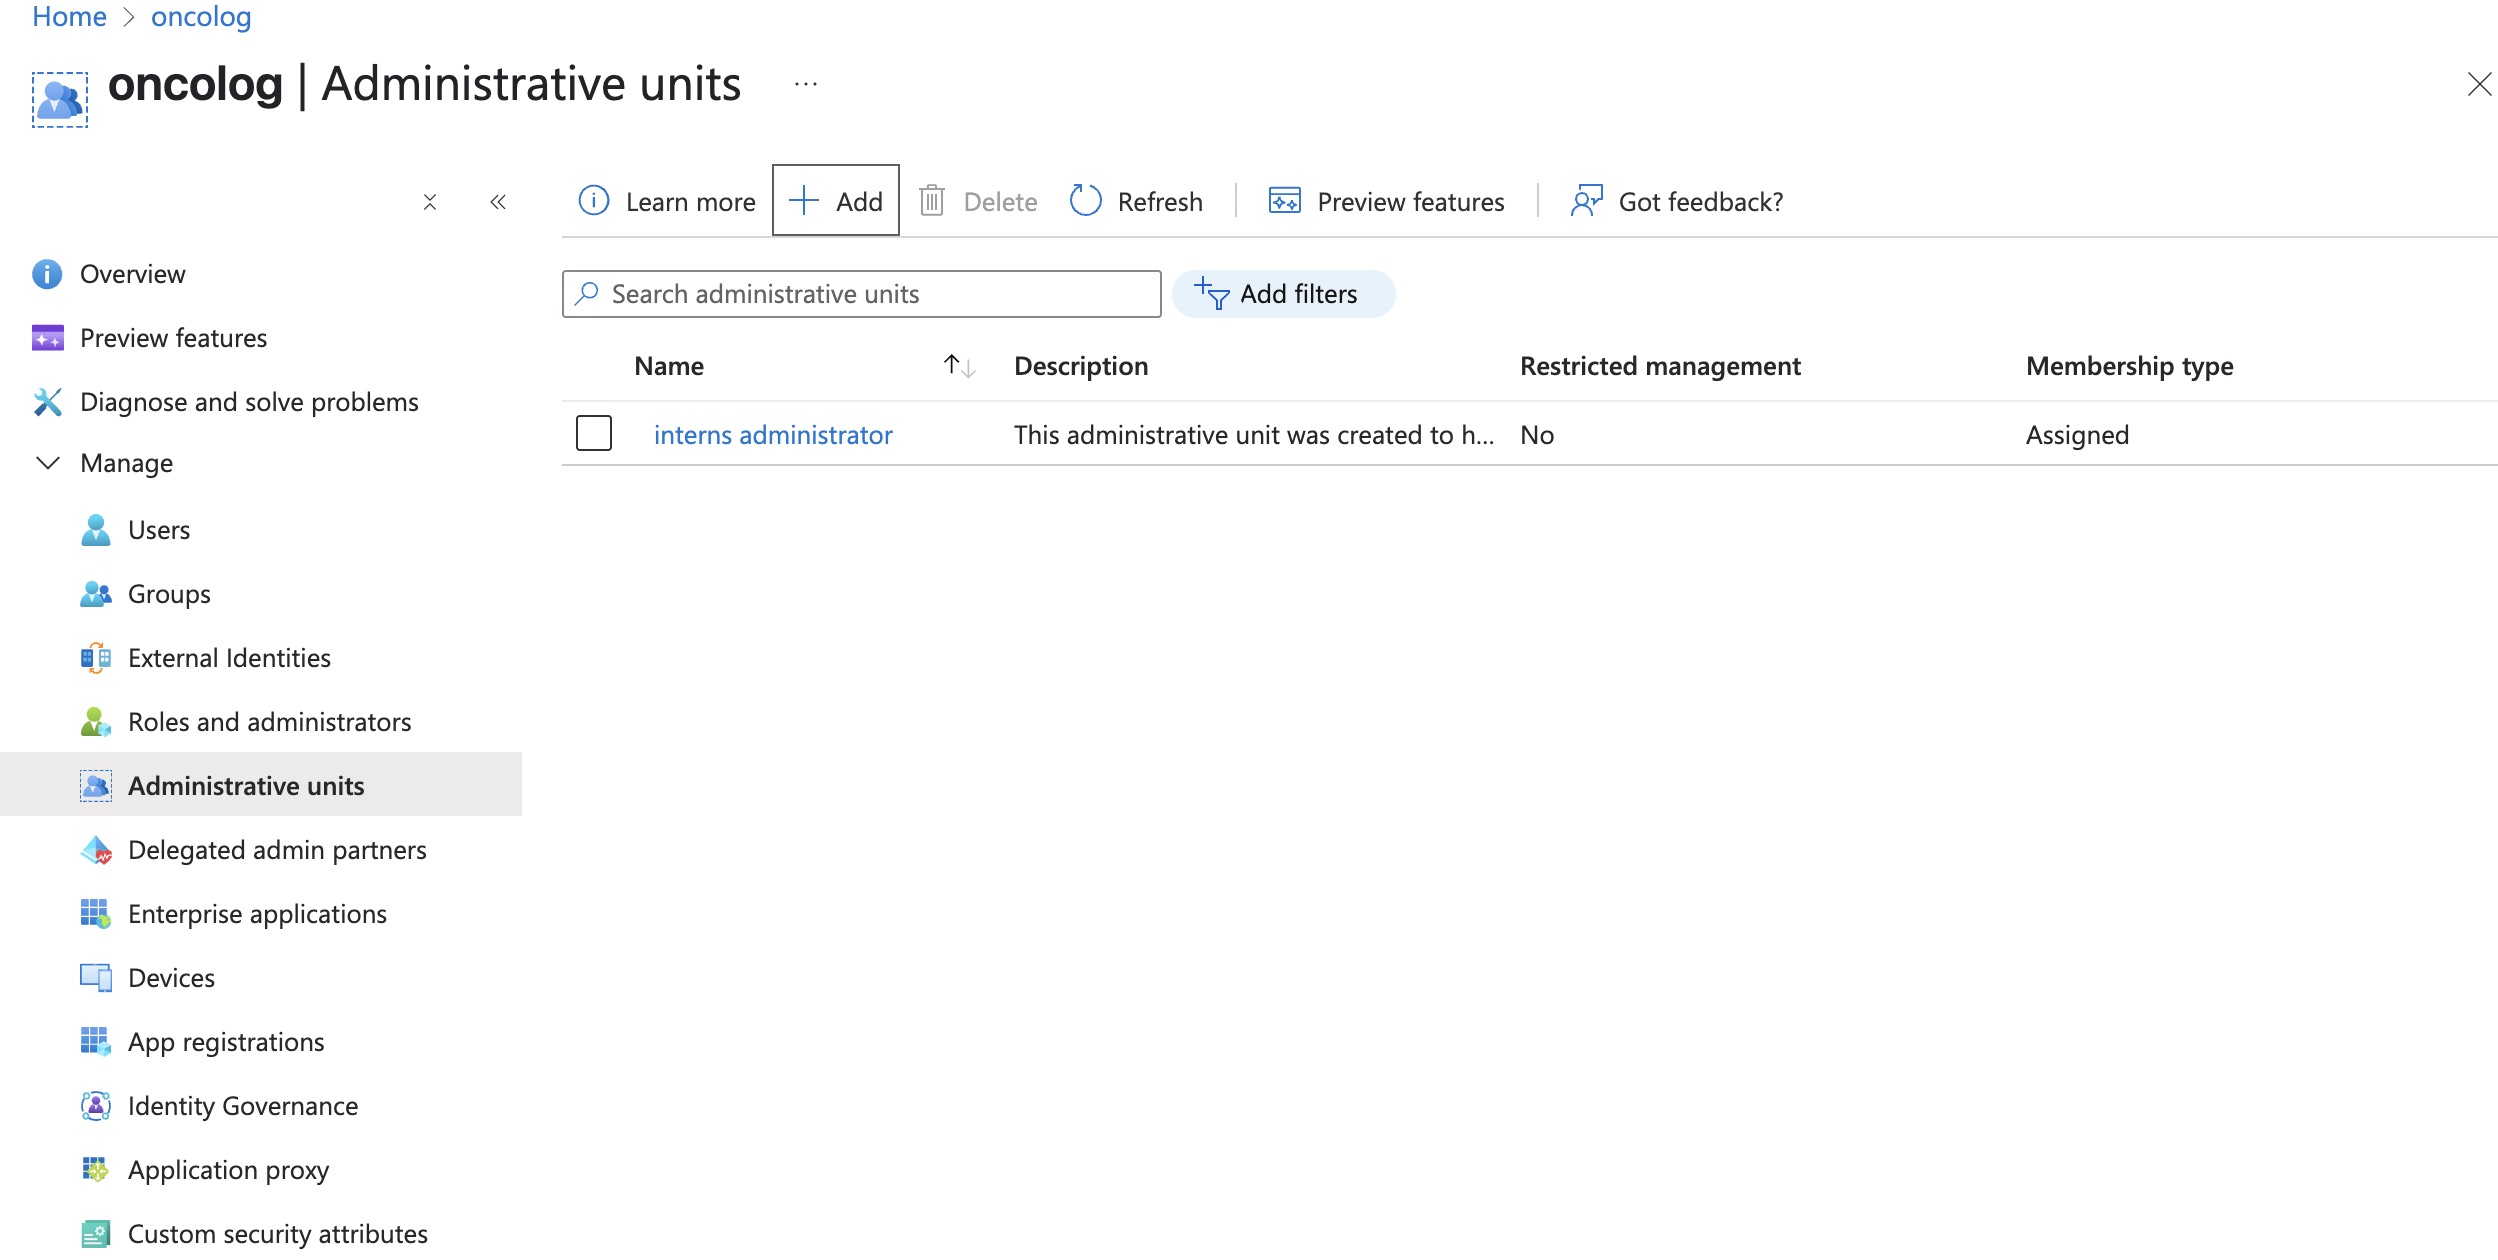 Home > oncolog
oncolog | Administrative units ...
Learn more + Add Delete Refresh Preview features Got feedback?
Search administrative units Add filters
Name Description Restricted management Membership type
interns administrator This administrative unit was created to h... No Assigned
Overview
Preview features
Diagnose and solve problems
Manage
Users
Groups
External Identities
Roles and administrators
Administrative units
Delegated admin partners
Enterprise applications
Devices
App registrations
Identity Governance
Application proxy
Custom security attributes